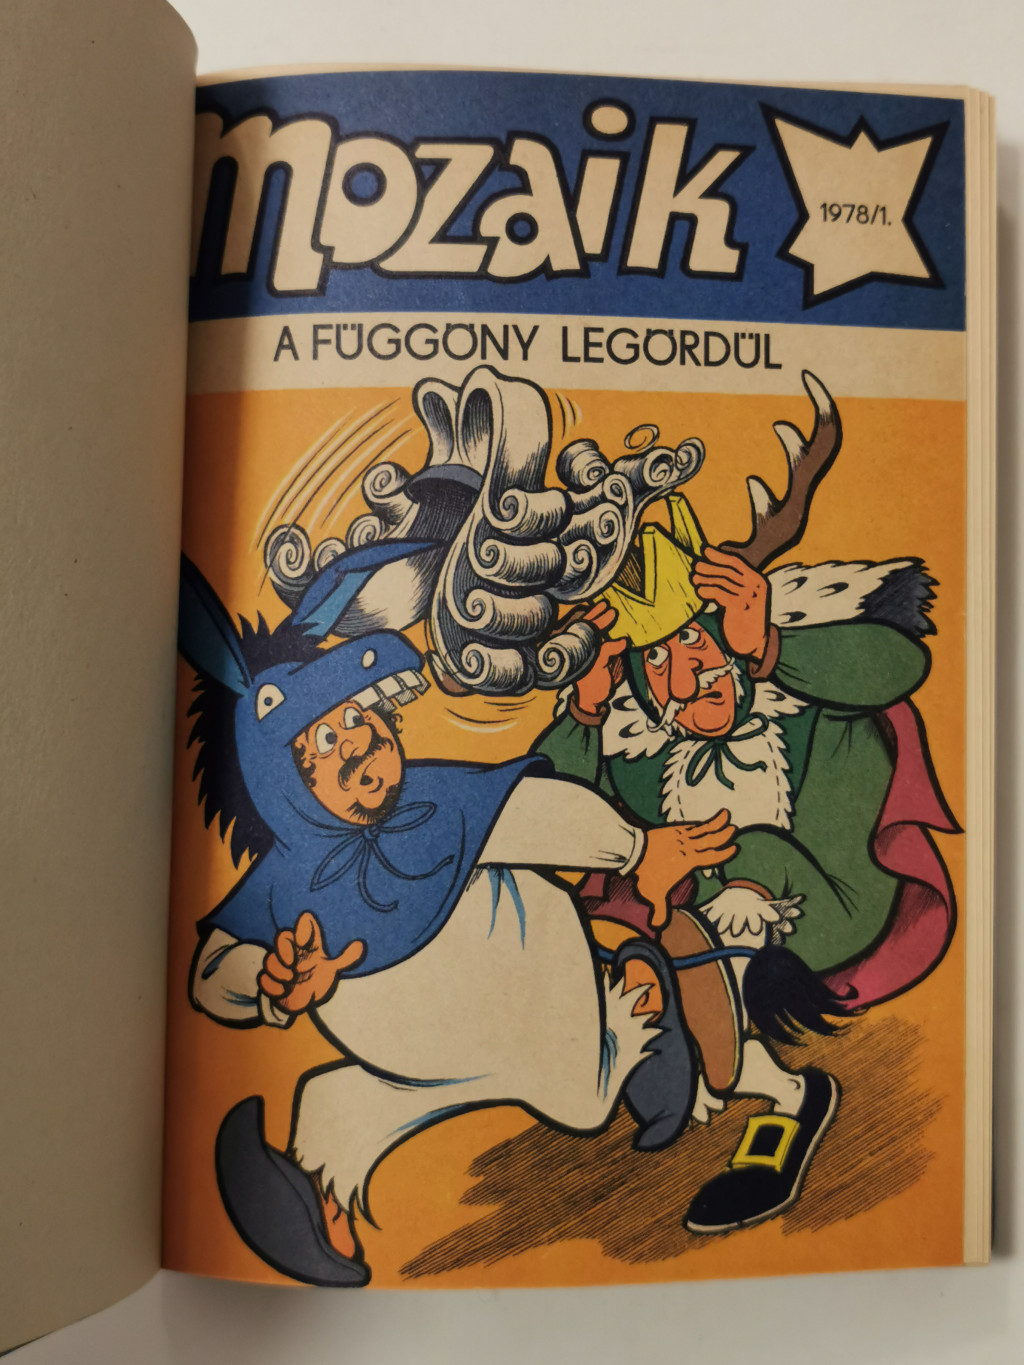 mozaik
1978/1.
A FÜGGÖNY LEGÖRDÜL